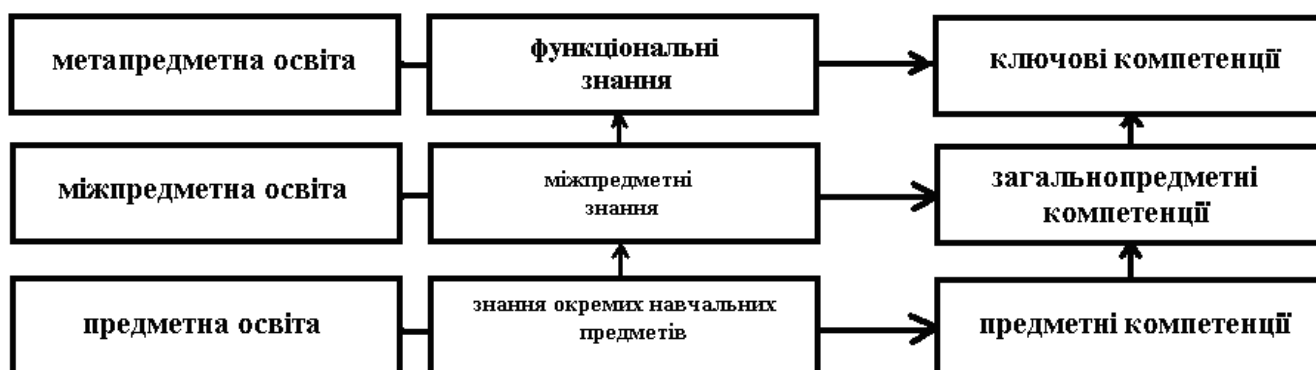 метапредметна освіта
функціональні
знання
ключові компетенції
міжпредметна освіта
міжпредметні
знання
загальнопредметні
компетенції
предметна освіта
знання окремих навчальних
предметів
предметні компетенції